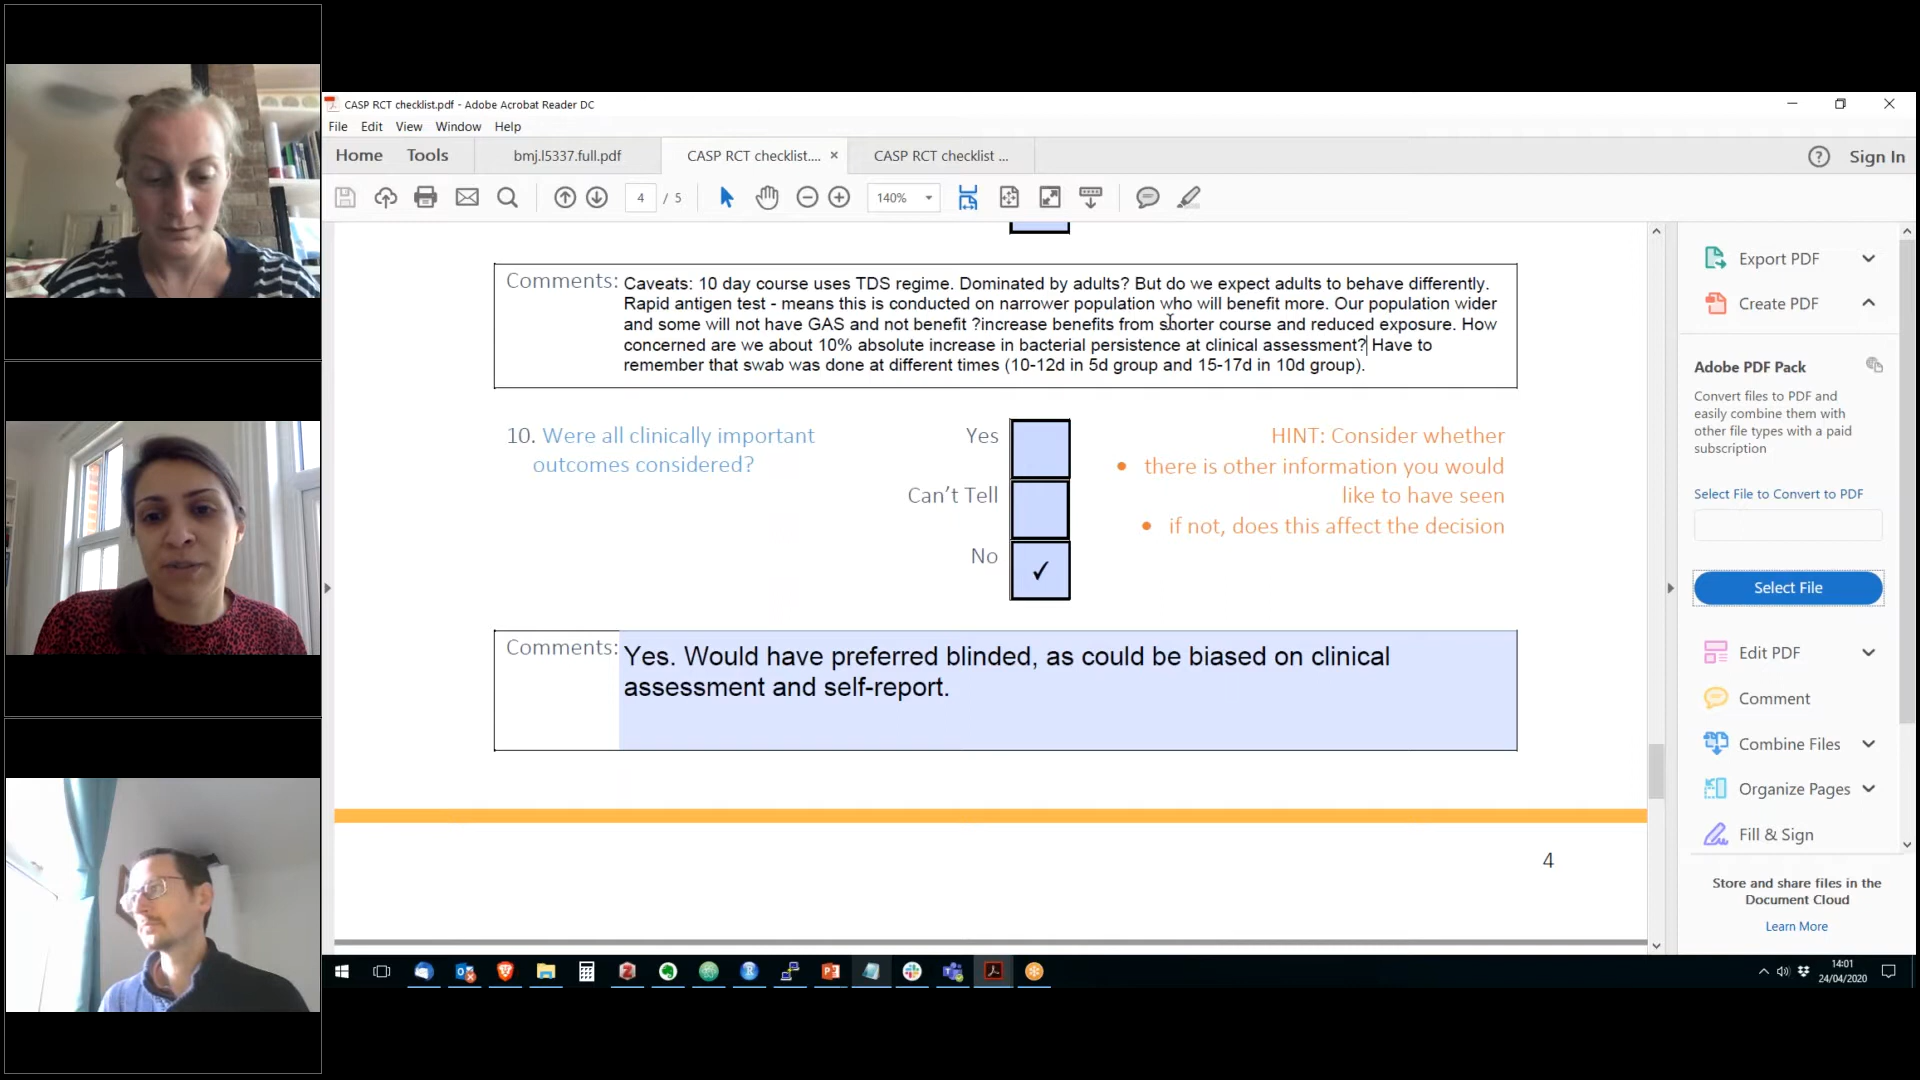 CASP RCT checklist.pdf - Adobe Acrobat Reader DC
File Edit View Window Help
Home Tools bmj.l5337.full.pdf CASP RCT checklist.... × CASP RCT checklist ... ? Sign In
4 / 5 140%
Comments: Caveats: 10 day course uses TDS regime. Dominated by adults? But do we expect adults to behave differently.
Rapid antigen test - means this is conducted on narrower population who will benefit more. Our population wider
and some will not have GAS and not benefit ?increase benefits from shorter course and reduced exposure. How
concerned are we about 10% absolute increase in bacterial persistence at clinical assessment? Have to
remember that swab was done at different times (10-12d in 5d group and 15-17d in 10d group).
10. Were all clinically important
outcomes considered?
Yes
Can't Tell
No ✓
HINT: Consider whether
• there is other information you would
like to have seen
• if not, does this affect the decision
Comments: Yes. Would have preferred blinded, as could be biased on clinical
assessment and self-report.
4
Export PDF
Create PDF
Adobe PDF Pack
Convert files to PDF and
easily combine them with
other file types with a paid
subscription
Select File to Convert to PDF
Select File
Edit PDF
Comment
Combine Files
Organize Pages
Fill & Sign
Store and share files in the
Document Cloud
Learn More
14:01
24/04/2020